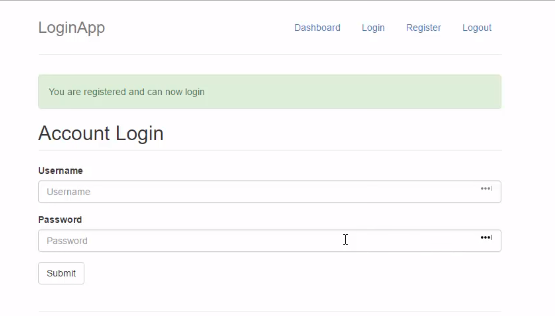 LoginApp Dashboard Login Register Logout
You are registered and can now login
Account Login
Username
Username
Password
Password
Submit